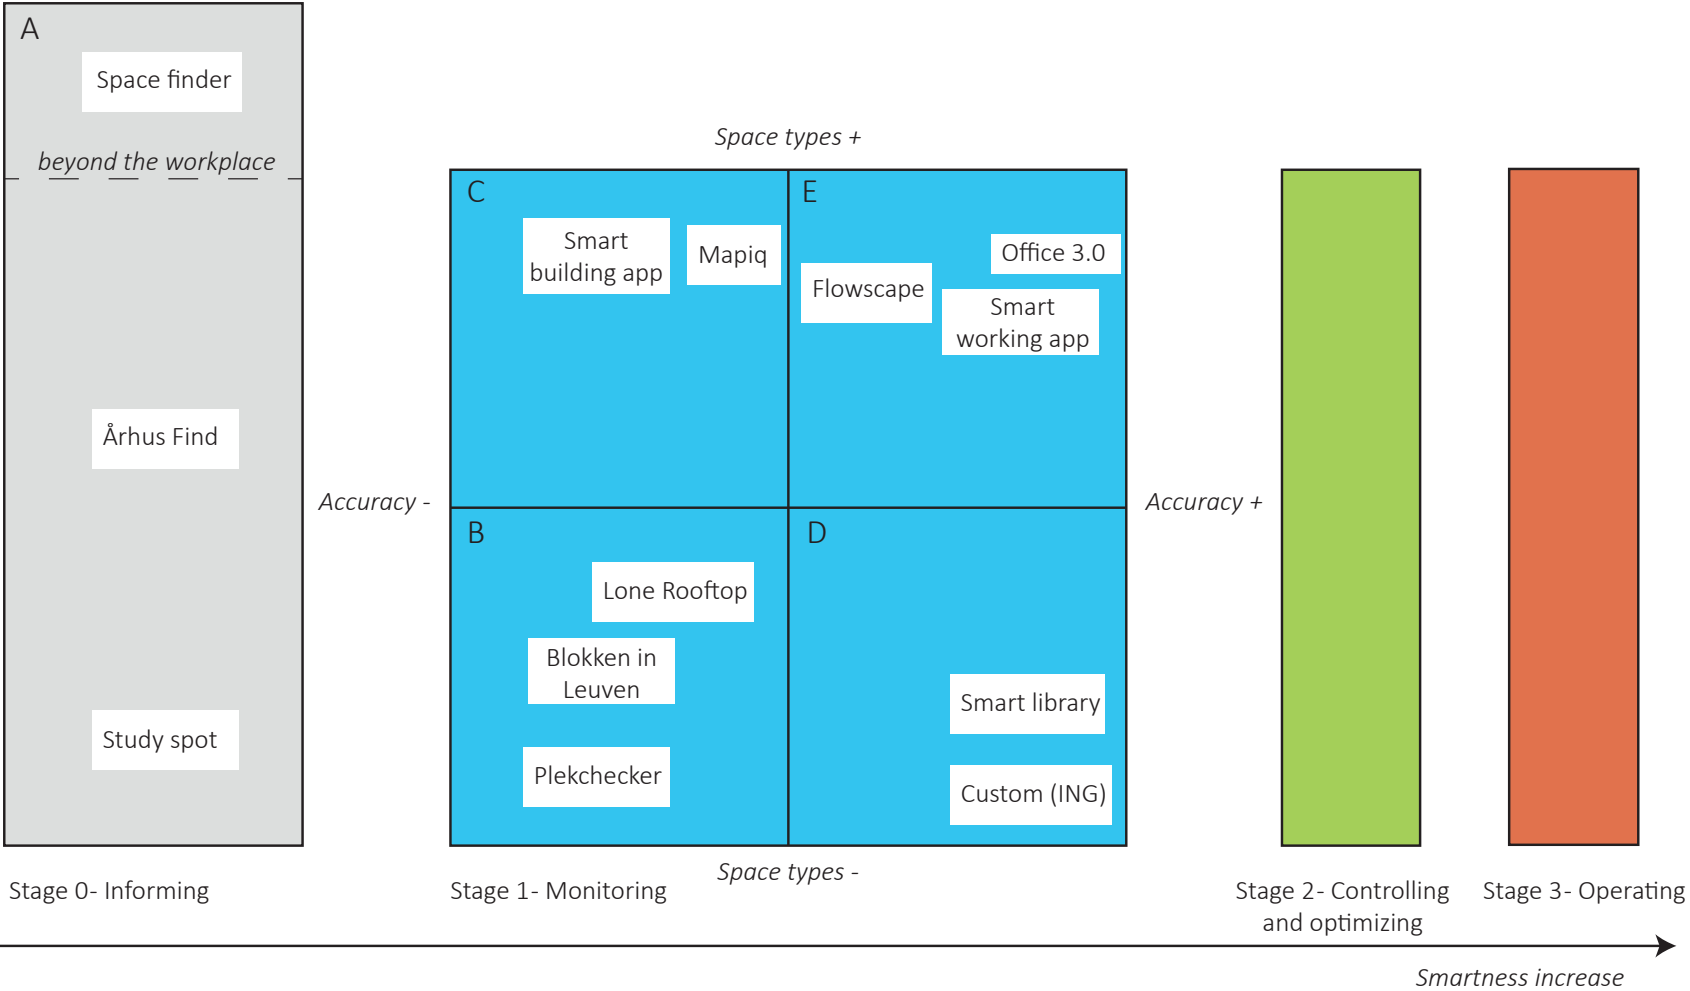 A
Space finder
beyond the workplace
Århus Find
Study spot
Stage 0- Informing
Accuracy -
Space types +
C
Smart
building app
Mapiq
E
Office 3.0
Flowscape
Smart
working app
B
Lone Rooftop
Blokken in
Leuven
Plekchecker
D
Smart library
Custom (ING)
Space types -
Stage 1- Monitoring
Accuracy +
Stage 2- Controlling
and optimizing
Stage 3- Operating
Smartness increase